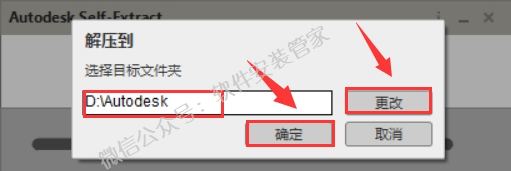 Autodesk Self-Extract
解压到
选择目标文件夹
D:\Autodesk
更改
确定
取消
微信公众号：软件安装管家